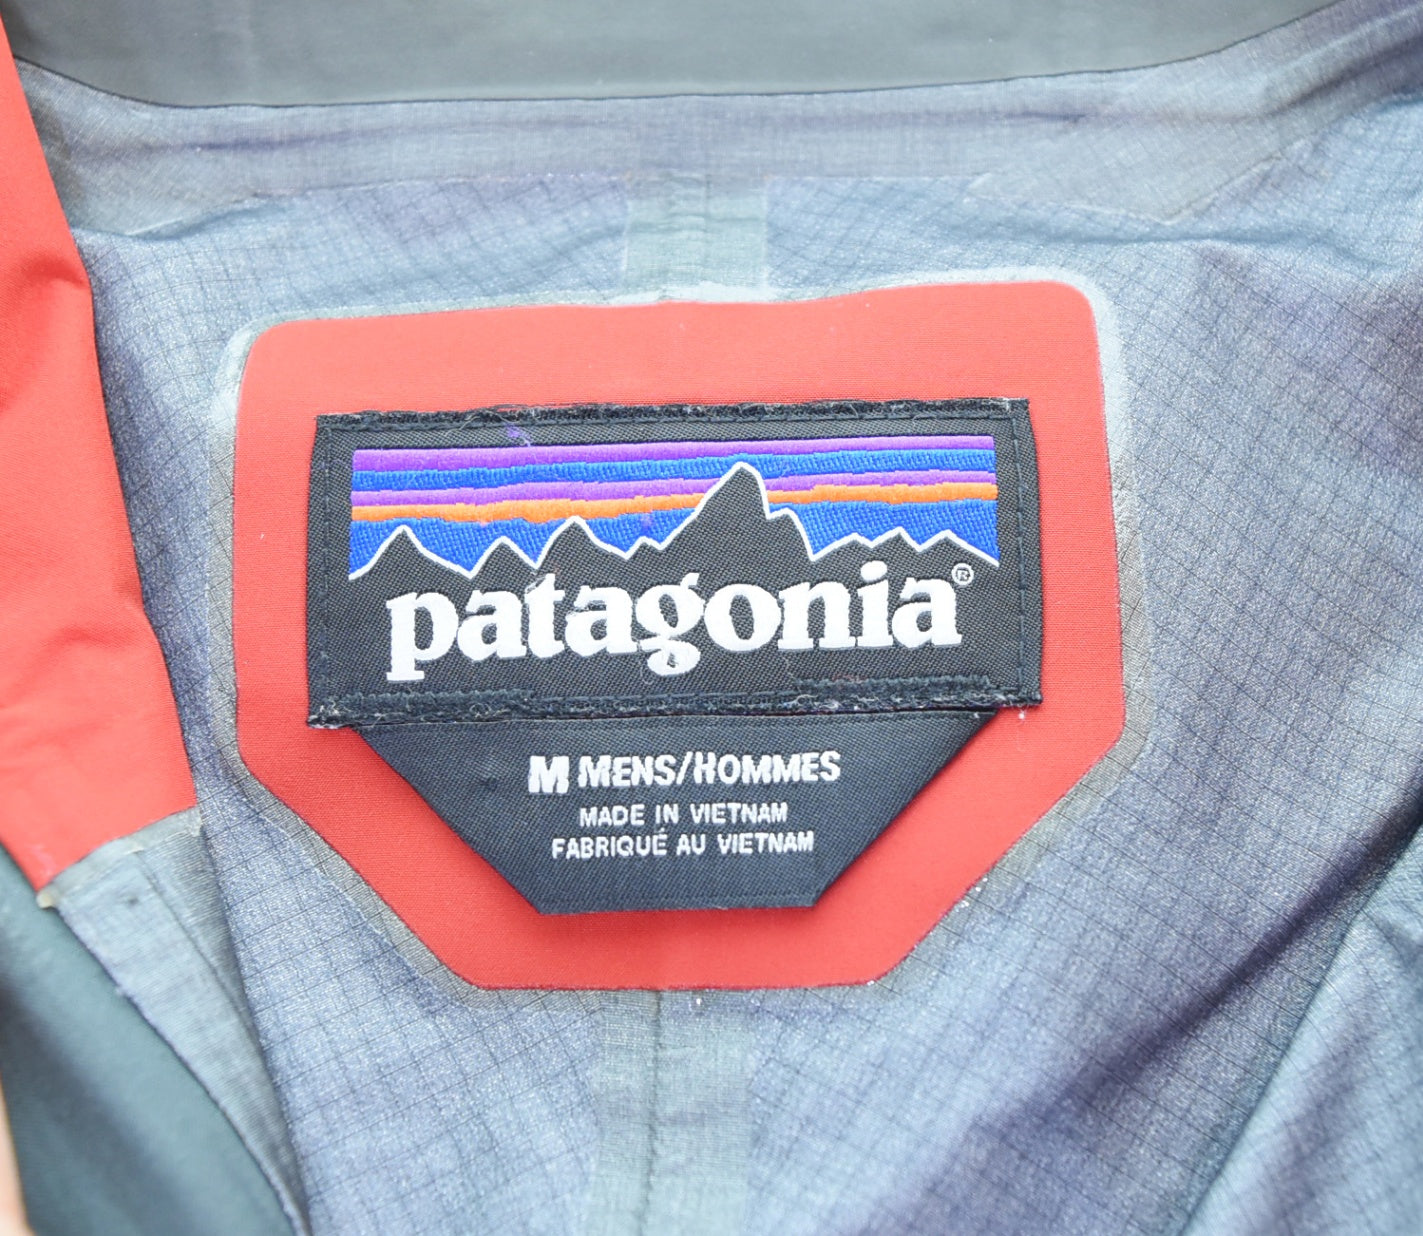 patagonia®
M MENS/HOMMES
MADE IN VIETNAM
FABRIQUÉ AU VIETNAM